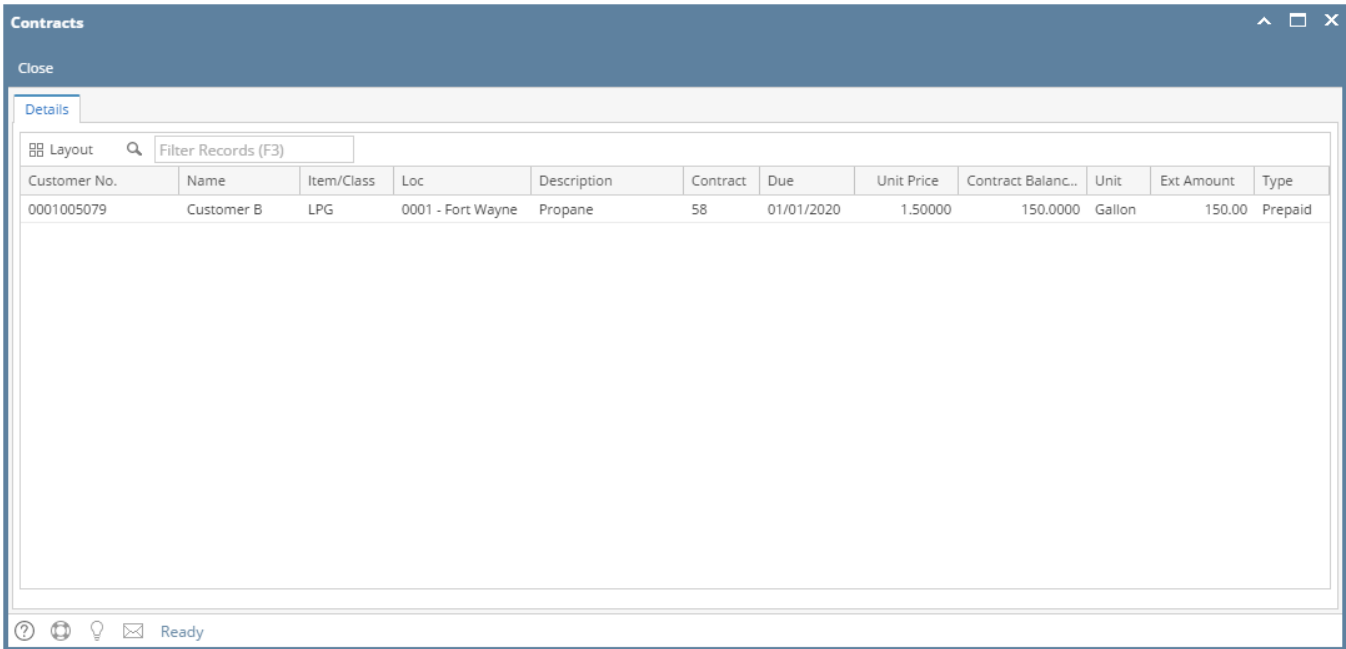 Contracts
Close
Details
Layout Filter Records (F3)
Customer No. Name Item/Class Loc Description Contract Due Unit Price Contract Balanc... Unit Ext Amount Type
0001005079 Customer B LPG 0001 - Fort Wayne Propane 58 01/01/2020 1.50000 150.0000 Gallon 150.00 Prepaid
Ready